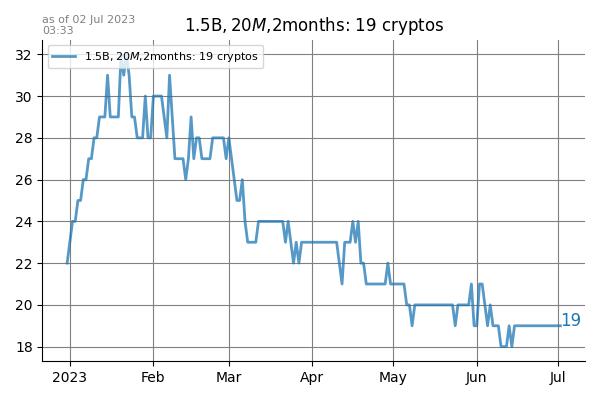 as of 02 Jul 2023
03:33
1.5B, 20M,2months: 19 cryptos
1.5B, 20M,2months: 19 cryptos
32
30
28
26
24
22
20
18
19
2023 Feb Mar Apr May Jun Jul